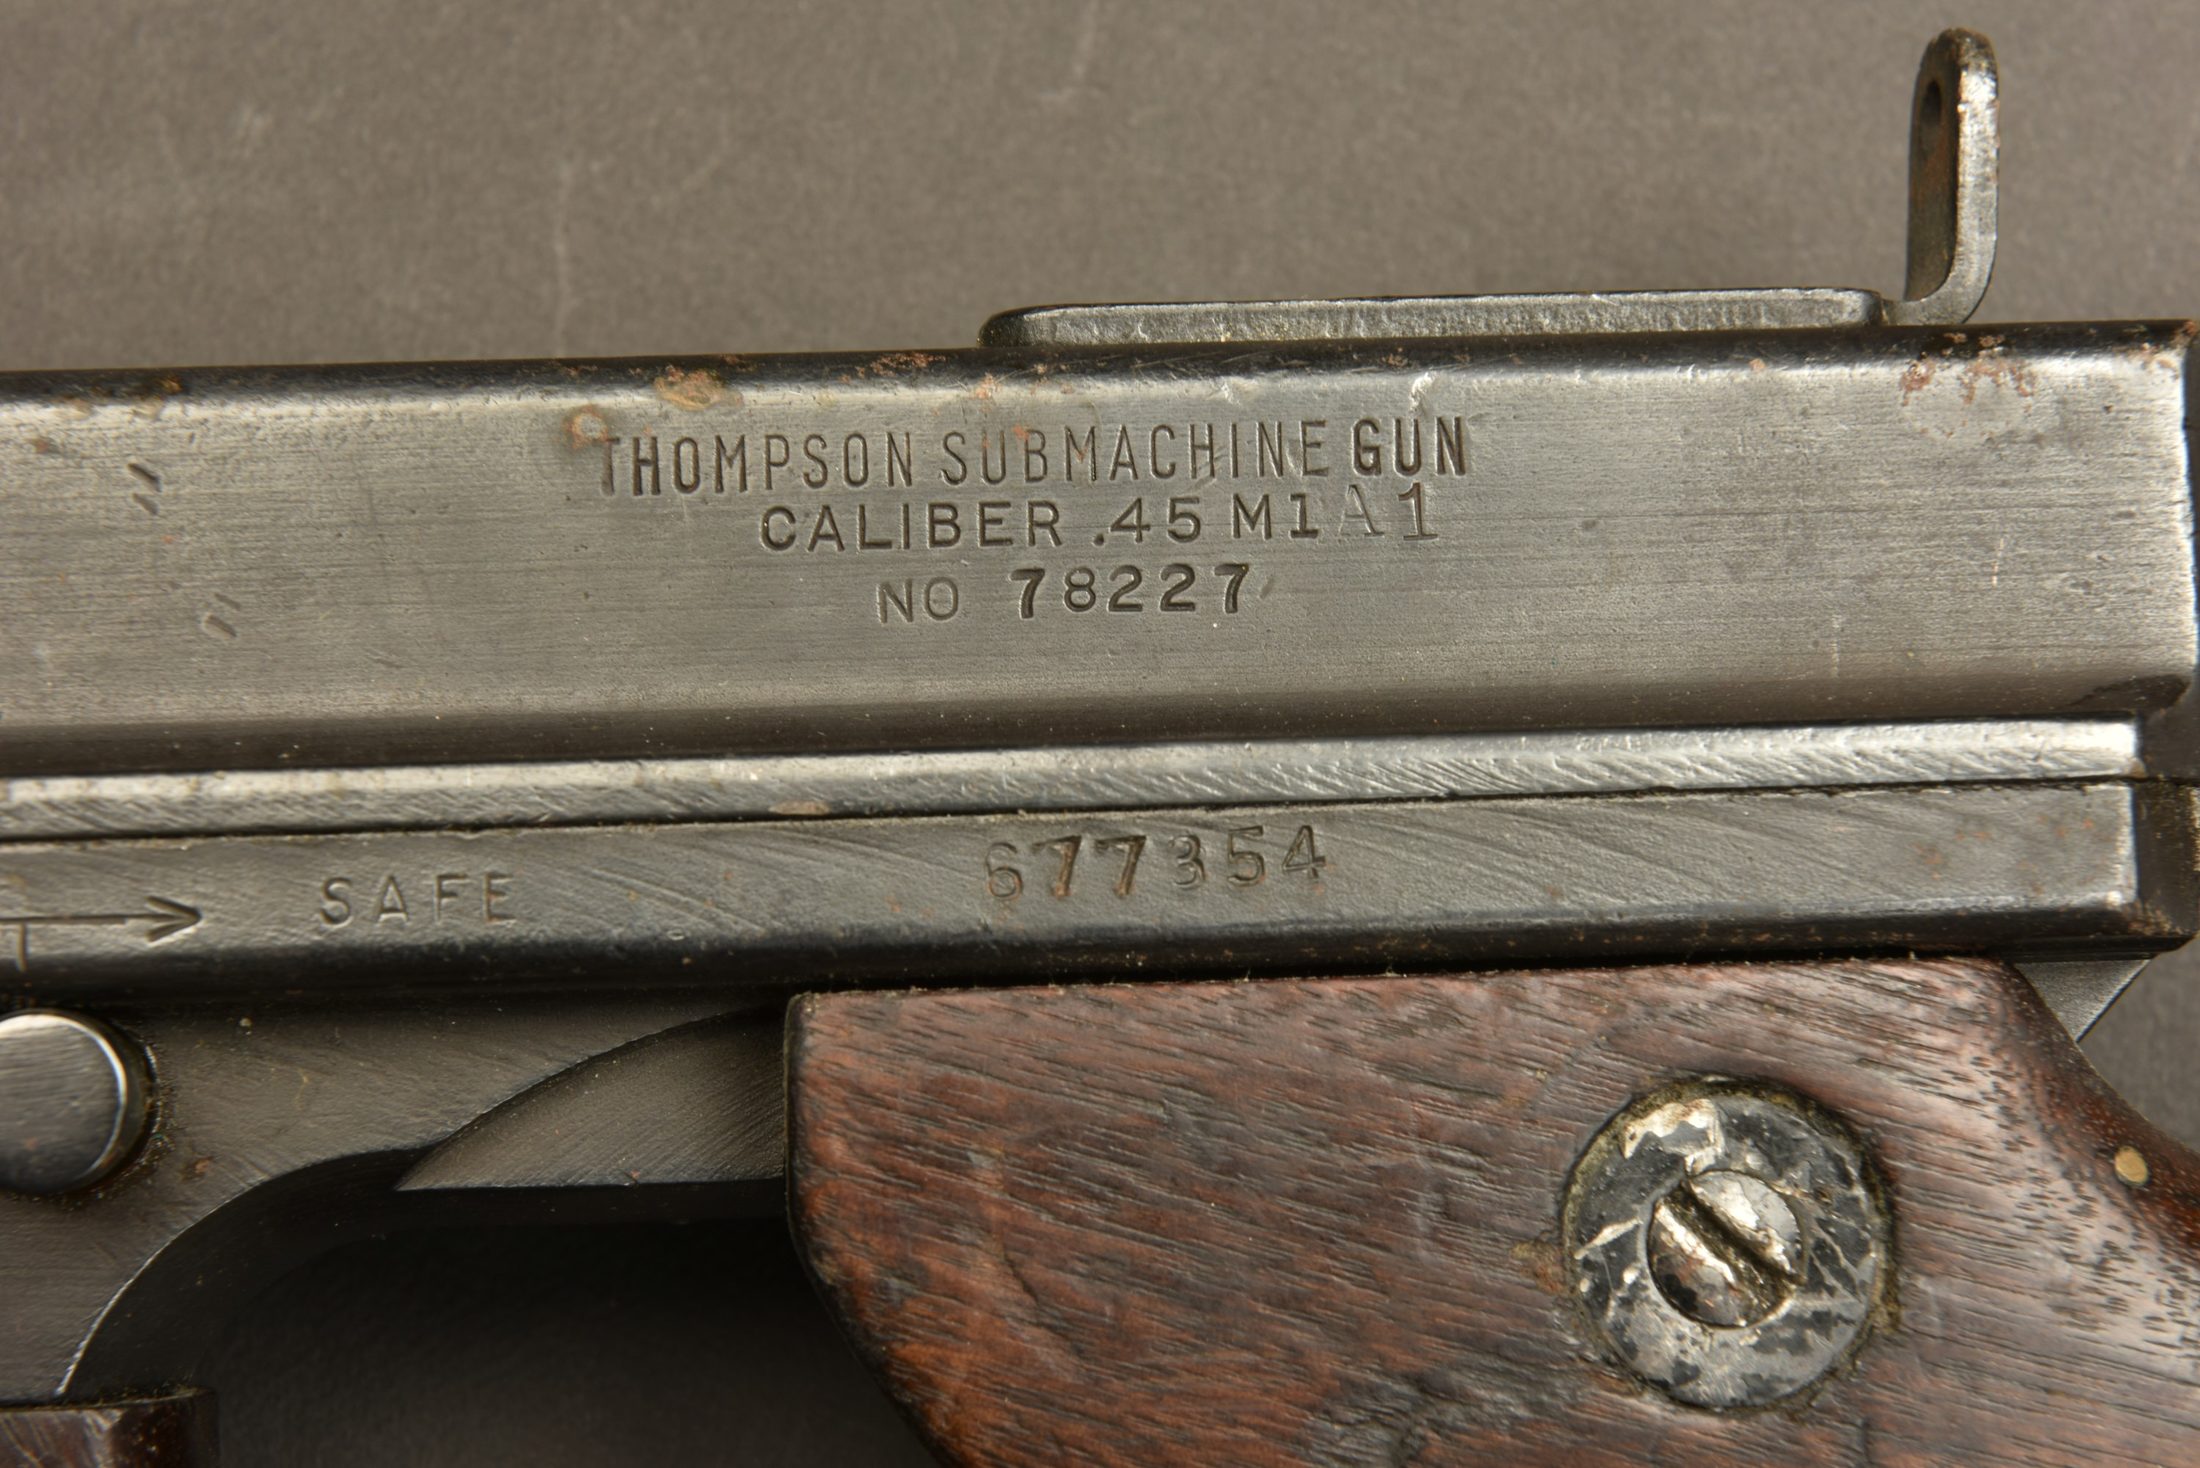 THOMPSON SUBMACHINE GUN
CALIBER .45 M1A1
NO 78227
677354
SAFE